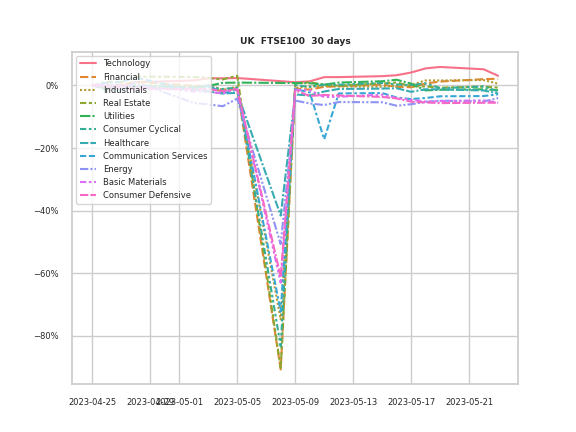 UK FTSE100 30 days
0%
−20%
−40%
−60%
−80%
Technology
Financial
Industrials
Real Estate
Utilities
Consumer Cyclical
Healthcare
Communication Services
Energy
Basic Materials
Consumer Defensive
2023-04-25 2023-04-29 2023-05-01 2023-05-05 2023-05-09 2023-05-13 2023-05-17 2023-05-21